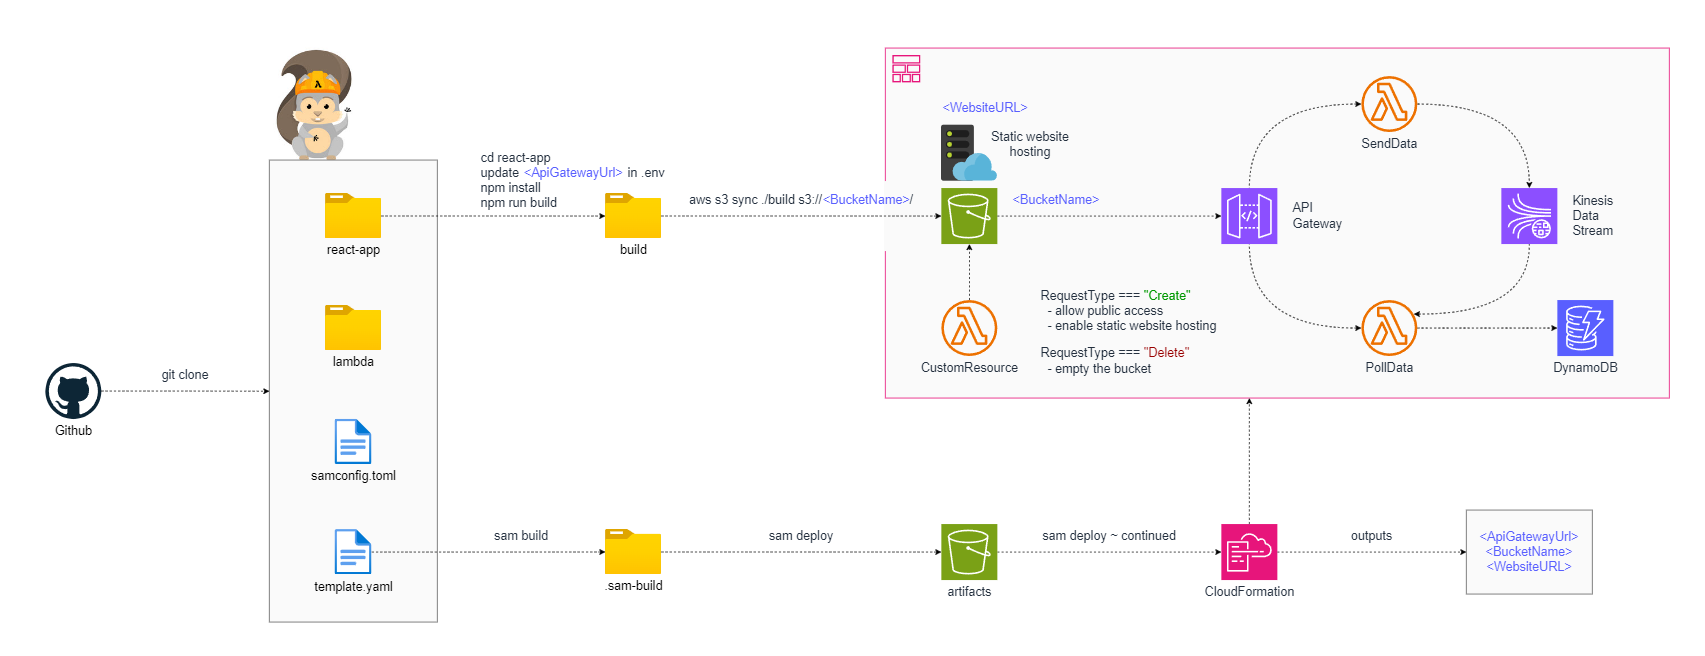 <WebsiteURL>
Static website
hosting
SendData
cd react-app
update <ApiGatewayUrl> in .env
npm install
npm run build
aws s3 sync ./build s3://<BucketName>/
<BucketName>
API
Gateway
Kinesis
Data
Stream
react-app
build
RequestType === "Create"
- allow public access
- enable static website hosting
RequestType === "Delete"
- empty the bucket
lambda
CustomResource
PollData
DynamoDB
git clone
Github
samconfig.toml
sam build
sam deploy
sam deploy ~ continued
outputs
<ApiGatewayUrl>
<BucketName>
<WebsiteURL>
template.yaml
.sam-build
artifacts
CloudFormation